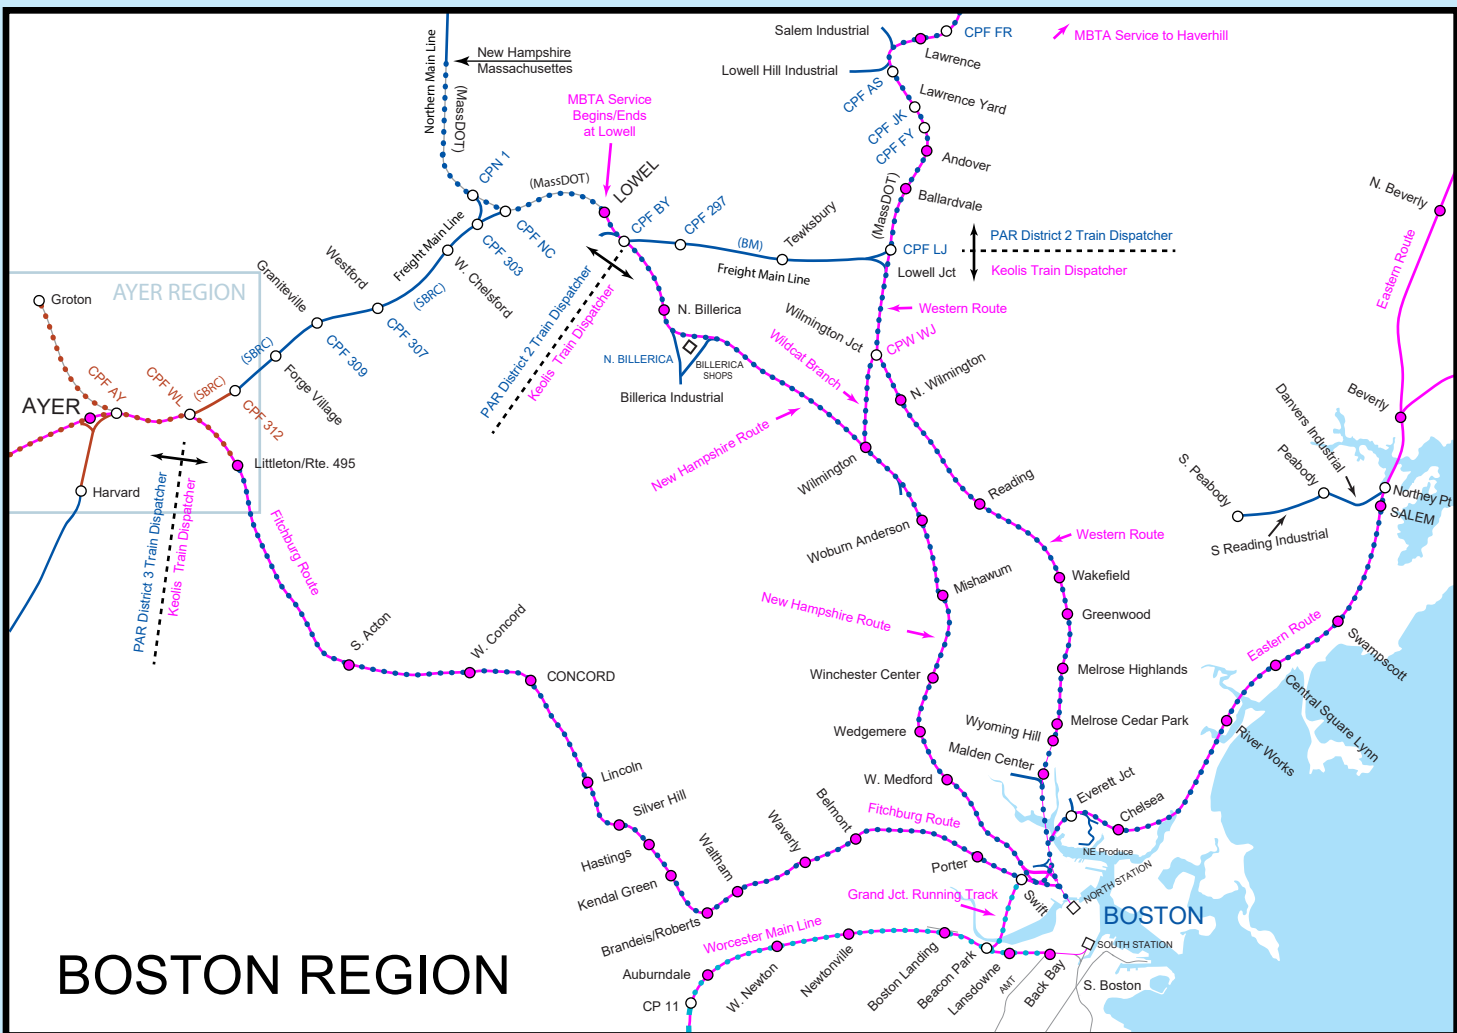 Salem Industrial
CPF FR
MBTA Service to Haverhill
Lawrence
New Hampshire
Massachusettes
Northern Main Line
(MassDOT)
Lowell Hill Industrial
CPF AS
Lawrence Yard
CPF JK
CPF FY
Andover
MBTA Service
Begins/Ends
at Lowell
CPN 1
(MassDOT)
LOWEL
(MassDOT)
Ballardvale
N. Beverly
CPF BY
CPF 297
Tewksbury
CPF NC
CPF 303
Freight Main Line
W. Chelsford
(SBRC)
(BM)
Freight Main Line
CPF LJ
Lowell Jct
PAR District 2 Train Dispatcher
Keolis Train Dispatcher
Eastern Route
AYER REGION
Groton
Graniteville
Westford
CPF 307
CPF 309
(SBRC)
Forge Village
PAR District 2 Train Dispatcher
Keolis Train Dispatcher
N. Billerica
N. BILLERICA
BILLERICA
SHOPS
Billerica Industrial
Western Route
Wilmington Jct
CPW WJ
Wildcat Branch
N. Wilmington
CPF AY
CPF WL
(SBRC)
CPF 312
AYER
Beverly
New Hampshire Route
Wilmington
Danvers Industrial
Peabody
S. Peabody
Northey Pt
SALEM
S Reading Industrial
Littleton/Rte. 495
Harvard
PAR District 3 Train Dispatcher
Keolis Train Dispatcher
Fitchburg Route
Reading
Woburn Anderson
Western Route
Mishawum
Wakefield
New Hampshire Route
Greenwood
Eastern Route
Swampscott
S. Acton
W. Concord
CONCORD
Winchester Center
Melrose Highlands
Central Square Lynn
Wedgemere
Wyoming Hill
Melrose Cedar Park
River Works
Malden Center
W. Medford
Lincoln
Everett Jct
Chelsea
Silver Hill
Belmont
Fitchburg Route
Waverly
Hastings
Waltham
Porter
NE Produce
Kendal Green
Swift
NORTH STATION
Grand Jct. Running Track
BOSTON
Brandeis/Roberts
Worcester Main Line
SOUTH STATION
Auburndale
W. Newton
Newtonville
Boston Landing
Beacon Park
Lansdowne
AMT
Back Bay
S. Boston
CP 11
BOSTON REGION